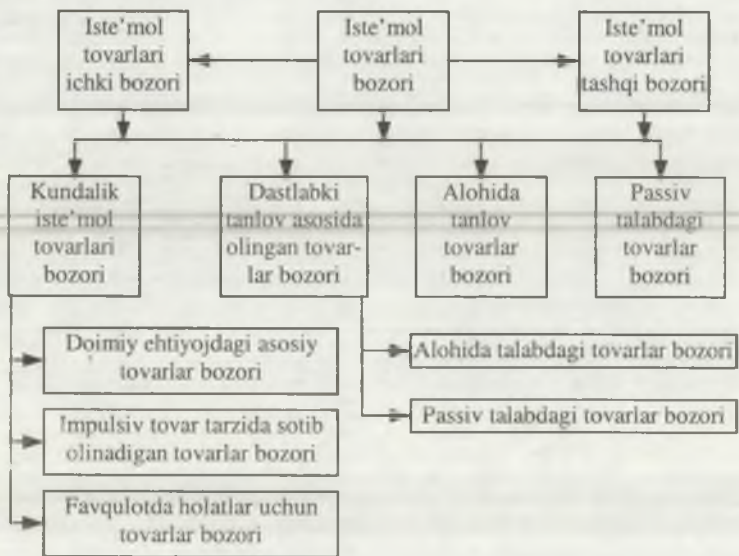 Iste'mol
tovarlari
ichki bozori
Iste'mol
tovarlari
bozori
Iste'mol
tovarlari
tashqi bozori
Kundalik
iste'mol
tovarlari
bozori
Dastlabki
tanlov asosida
olingan tovar-
lar bozori
Alohida
tanlov
tovarlar
bozori
Passiv
talabdagi
tovarlar
bozori
Doimiy ehtiyojdagi asosiy
tovarlar bozori
Impulsiv tovar tarzida sotib
olinadigan tovarlar bozori
Favqulotda holatlar uchun
tovarlar bozori
Alohida talabdagi tovarlar bozori
Passiv talabdagi tovarlar bozori